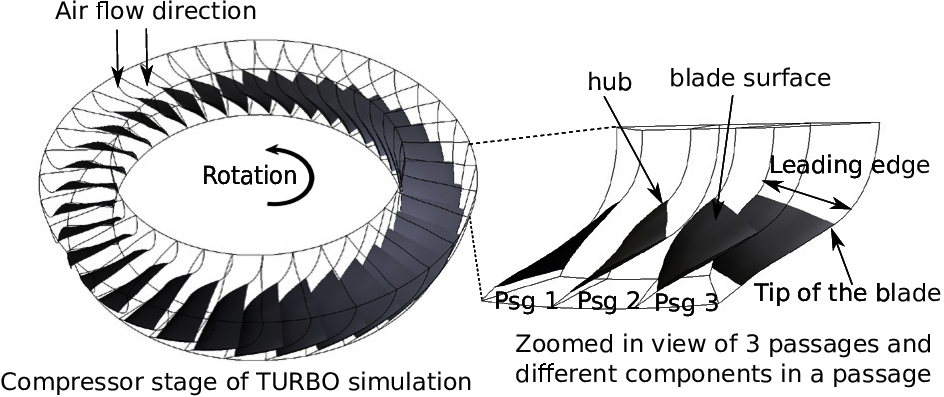 Air flow direction
Rotation
Compressor stage of TURBO simulation
hub
blade surface
Leading edge
Psg 1
Psg 2
Psg 3
Tip of the blade
Zoomed in view of 3 passages and
different components in a passage